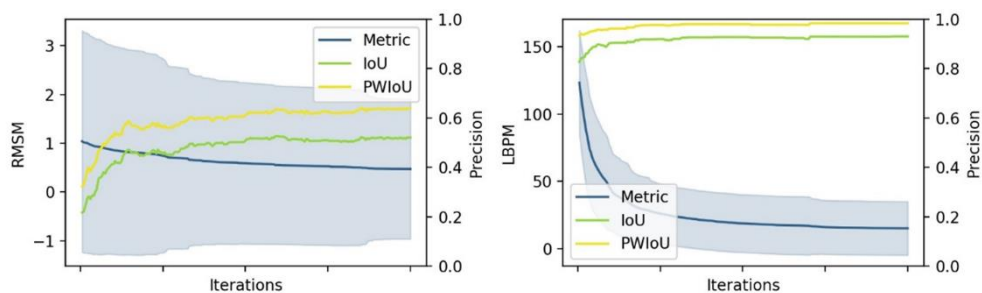 3
2
1
0
−1
RMSM
Metric
IoU
PWIoU
1.0
0.8
0.6
0.4
0.2
0.0
Precision
Iterations
150
100
50
0
LBPM
Metric
IoU
PWIoU
1.0
0.8
0.6
0.4
0.2
0.0
Precision
Iterations